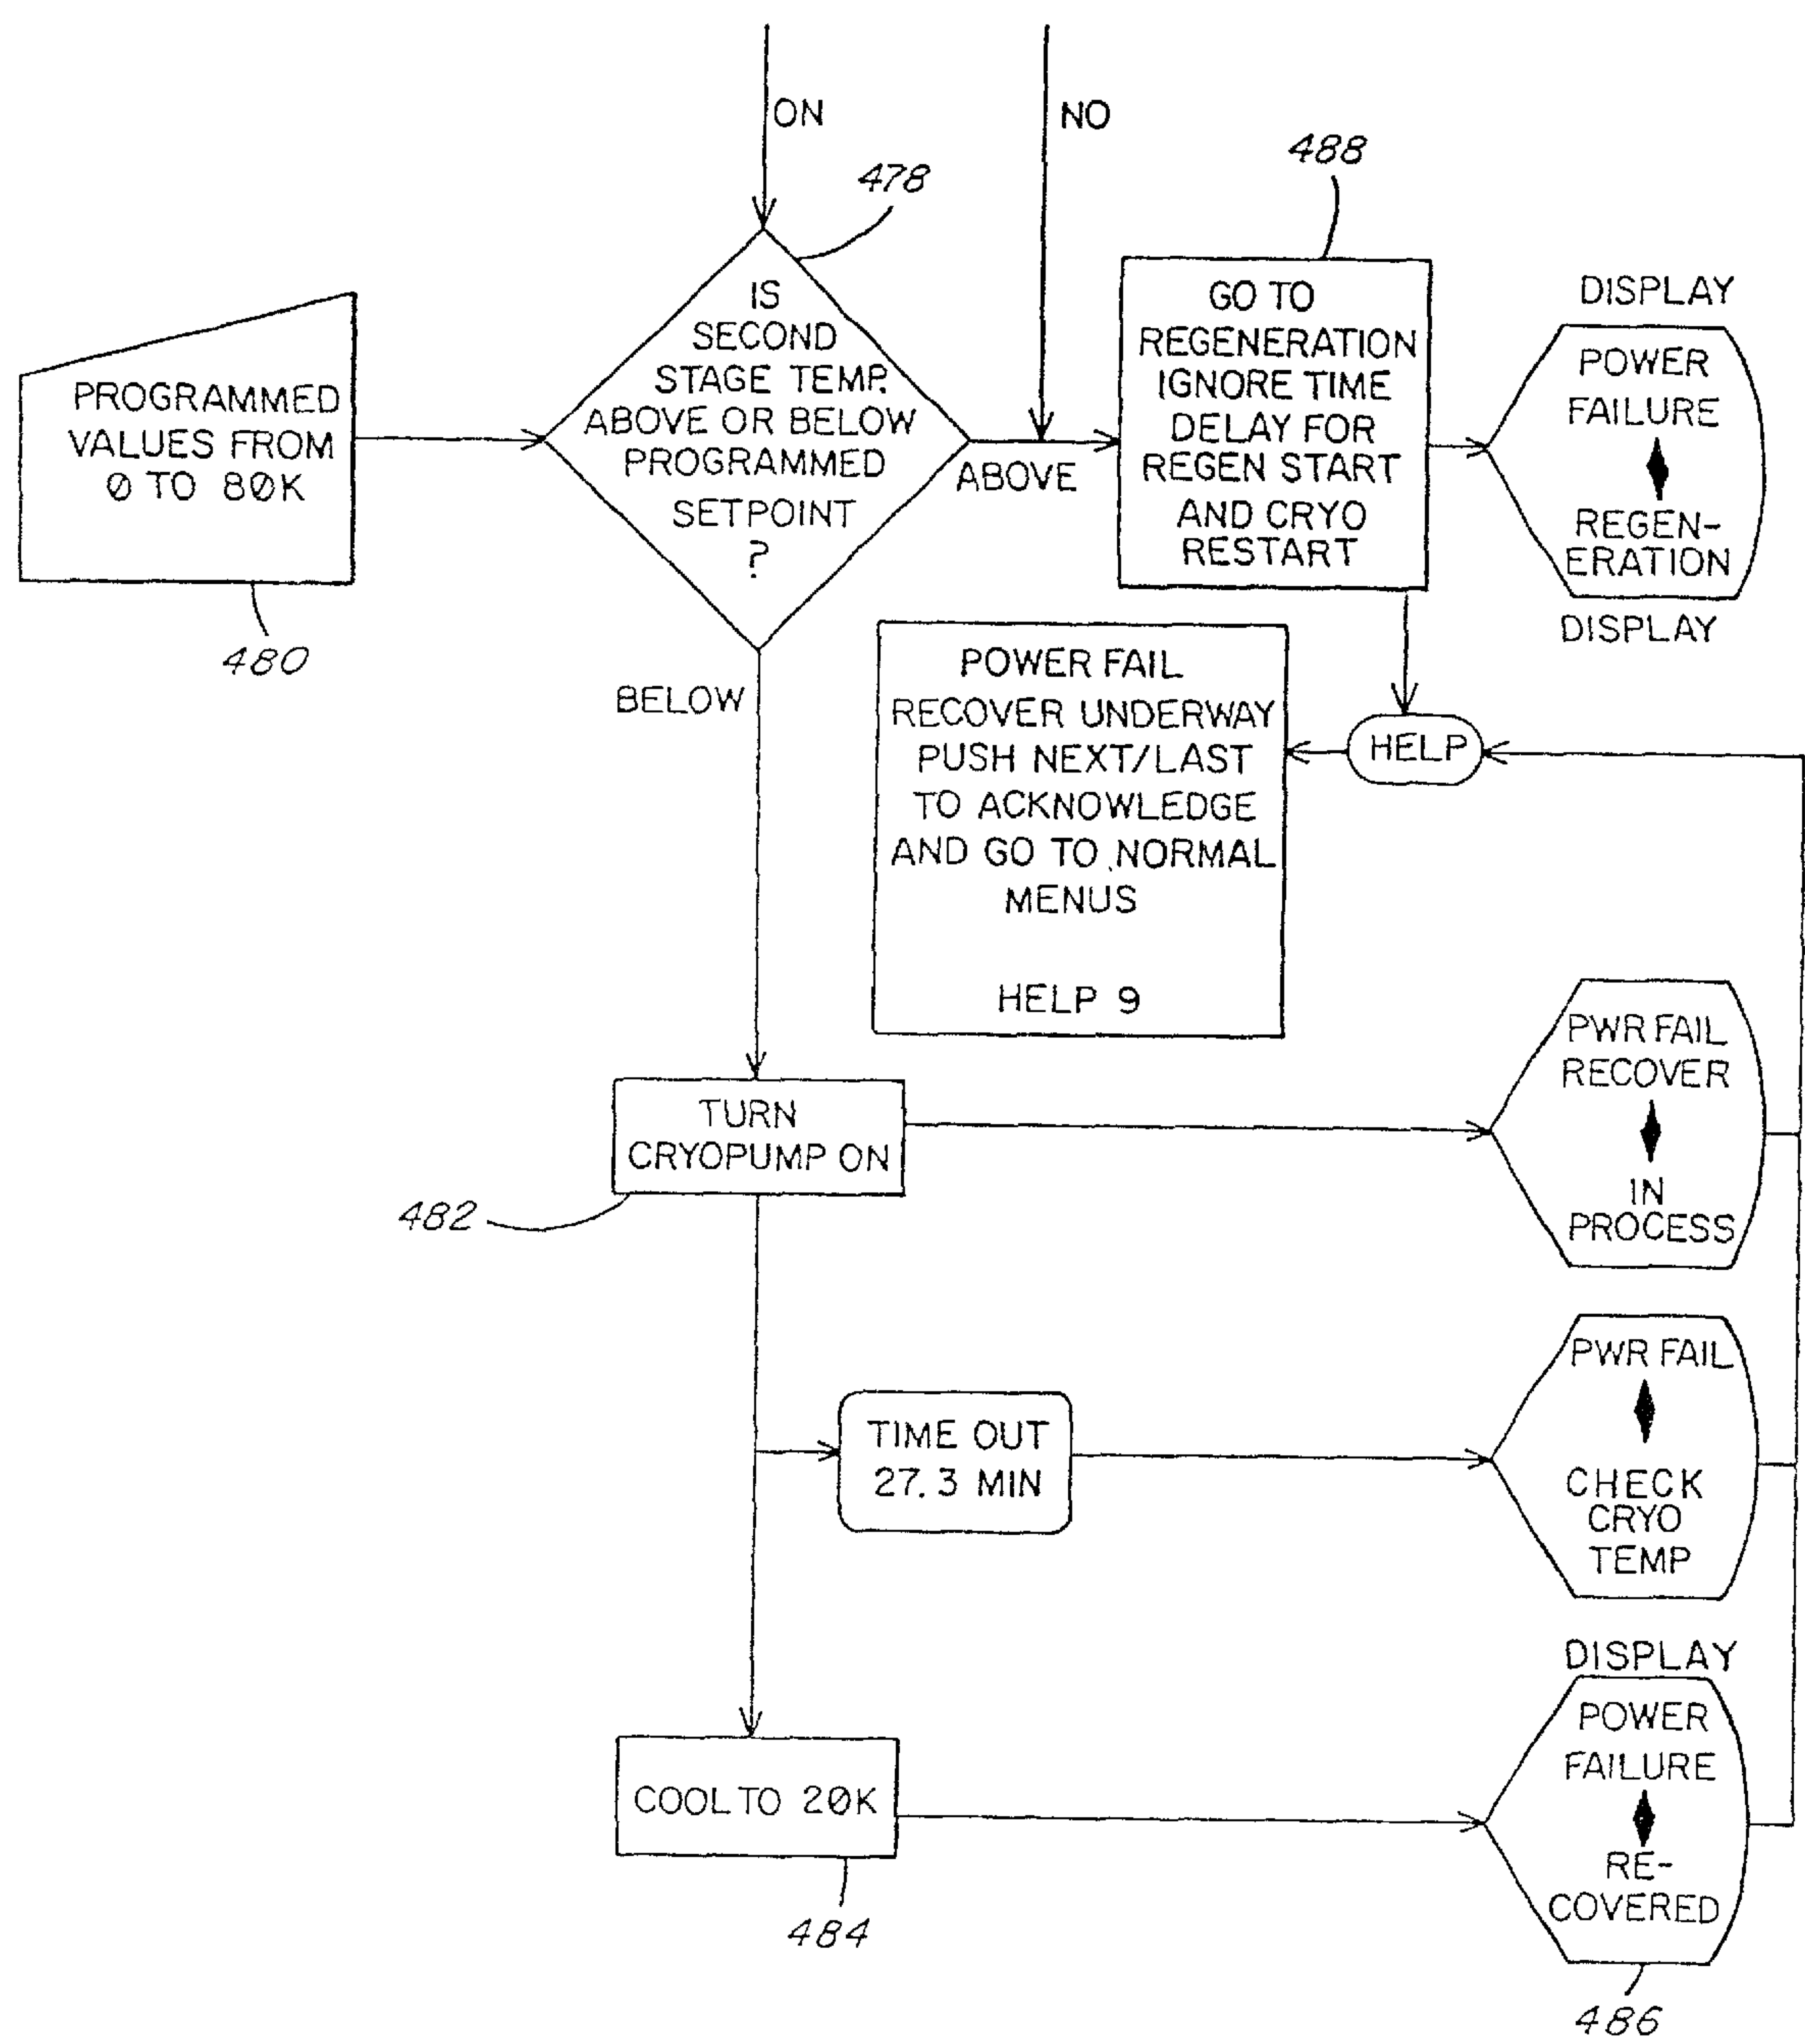 ON
NO
478
488
IS
SECOND
STAGE TEMP.
ABOVE OR BELOW
PROGRAMMED
SETPOINT
?
PROGRAMMED
VALUES FROM
0 TO 80K
480
ABOVE
BELOW
GO TO
REGENERATION
IGNORE TIME
DELAY FOR
REGEN START
AND CRYO
RESTART
DISPLAY
POWER
FAILURE
REGEN-
ERATION
DISPLAY
POWER FAIL
RECOVER UNDERWAY
PUSH NEXT/LAST
TO ACKNOWLEDGE
AND GO TO NORMAL
MENUS
HELP 9
HELP
TURN
CRYOPUMP ON
482
PWR FAIL
RECOVER
IN
PROCESS
TIME OUT
27.3 MIN
PWR FAIL
CHECK
CRYO
TEMP
COOL TO 20K
484
DISPLAY
POWER
FAILURE
RE-
COVERED
486